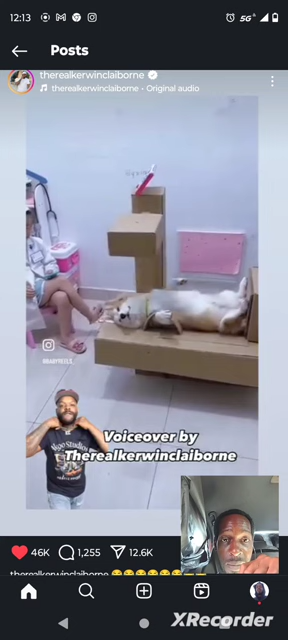 12:13
5G
Posts
therealkerwinclaiborne
therealkerwinclaiborne • Original audio
Voiceover by
Therealkerwinclaiborne
46K 1,255 12.6K
therealkerwinclaiborne 😂😂😂😂😂😂
XRecorder